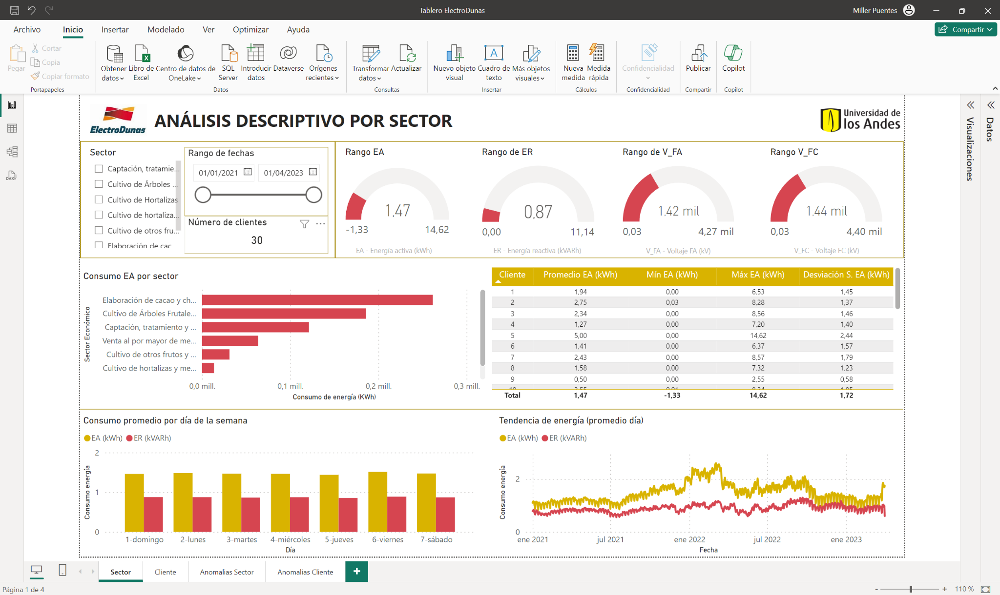 Tablero ElectroDunas
Miller Puentes
Archivo Inicio Insertar Modelado Ver Optimizar Ayuda
Compartir
Pegar
Cortar
Copia
Copiar formato
Portapapeles
Obtener datos
Libro de Excel
Centro de datos de OneLake
SQL Server
Introducir datos
Dataverse
Orígenes recientes
Datos
Transformar datos
Actualizar
Consultas
Nuevo objeto visual
Cuadro de texto
Más objetos visuales
Insertar
Nueva medida
Medida rápida
Cálculos
Confidencialidad
Confidencialidad
Publicar
Compartir
Copilot
Copilot
DAX
ElectroDunas
ANÁLISIS DESCRIPTIVO POR SECTOR
Universidad de
los Andes
Visualizaciones
Datos
Sector
Captación, tratamie...
Cultivo de Árboles ...
Cultivo de Hortalizas
Cultivo de hortaliza...
Cultivo de otros fru...
Elaboración de cac
Rango de fechas
01/01/2021 01/04/2023
Número de clientes
30
Rango EA
1,47
-1,33 14,62
EA - Energía activa (kWh)
Rango de ER
0,87
0,00 11,14
ER - Energía reactiva (kVARh)
Rango de V_FA
1,42 mil
0,03 4,27 mil
V_FA - Voltaje FA (kV)
Rango V_FC
1,44 mil
0,03 4,40 mil
V_FC - Voltaje FC (kV)
Consumo EA por sector
Sector Económico
Elaboración de cacao y ch...
Cultivo de Árboles Frutale...
Captación, tratamiento y ...
Venta al por mayor de me...
Cultivo de otros frutos y ...
Cultivo de hortalizas y me...
0,0 mill. 0,1 mill. 0,2 mill. 0,3 mill.
Consumo de energía (KWh)
Cliente Promedio EA (kWh) Mín EA (kWh) Máx EA (kWh) Desviación S. EA (kWh)
1 1,94 0,00 6,53 1,45
2 2,75 0,03 8,28 1,37
3 2,34 0,00 8,56 1,46
4 1,27 0,00 7,20 1,40
5 5,00 0,00 14,62 2,44
6 1,41 0,00 6,37 1,57
7 2,43 0,00 8,57 1,79
8 1,58 0,00 7,32 1,23
9 0,50 0,00 2,55 0,58
Total 1,47 -1,33 14,62 1,72
Consumo promedio por día de la semana
EA (kWh) ER (kVARh)
Consumo energía
2
1
0
1-domingo 2-lunes 3-martes 4-miércoles 5-jueves 6-viernes 7-sábado
Día
Tendencia de energía (promedio día)
EA (kWh) ER (kVARh)
Consumo energía
2
0
ene 2021 jul 2021 ene 2022 jul 2022 ene 2023
Fecha
Sector Cliente Anomalias Sector Anomalias Cliente
Página 1 de 4
110 %